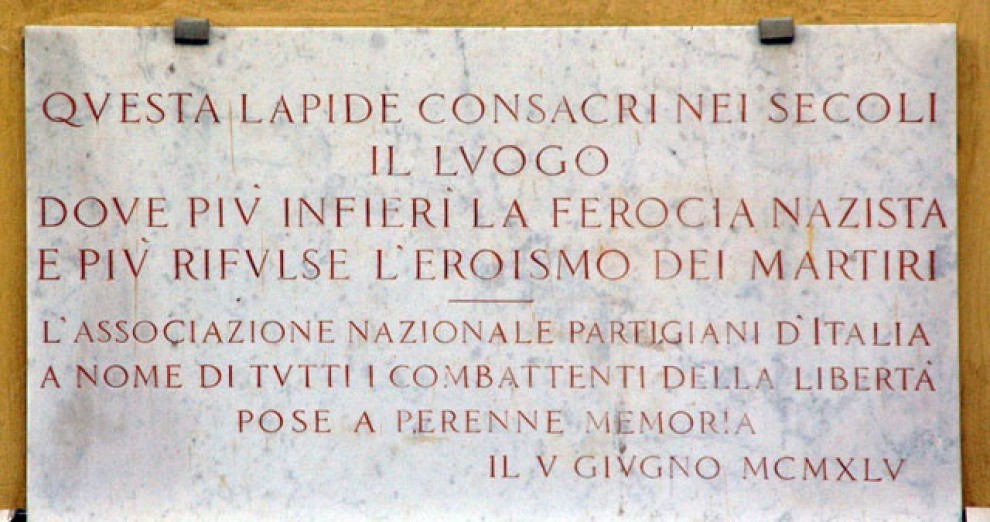 QVESTA LAPIDE CONSACRI NEI SECOLI
IL LVOGO
DOVE PIV̀ INFIERÌ LA FEROCIA NAZISTA
E PIV̀ RIFVLSE L'EROISMO DEI MARTIRI
L'ASSOCIAZIONE NAZIONALE PARTIGIANI D'ITALIA
A NOME DI TVTTI I COMBATTENTI DELLA LIBERTÀ
POSE A PERENNE MEMORIA
IL V GIVGNO MCMXLV